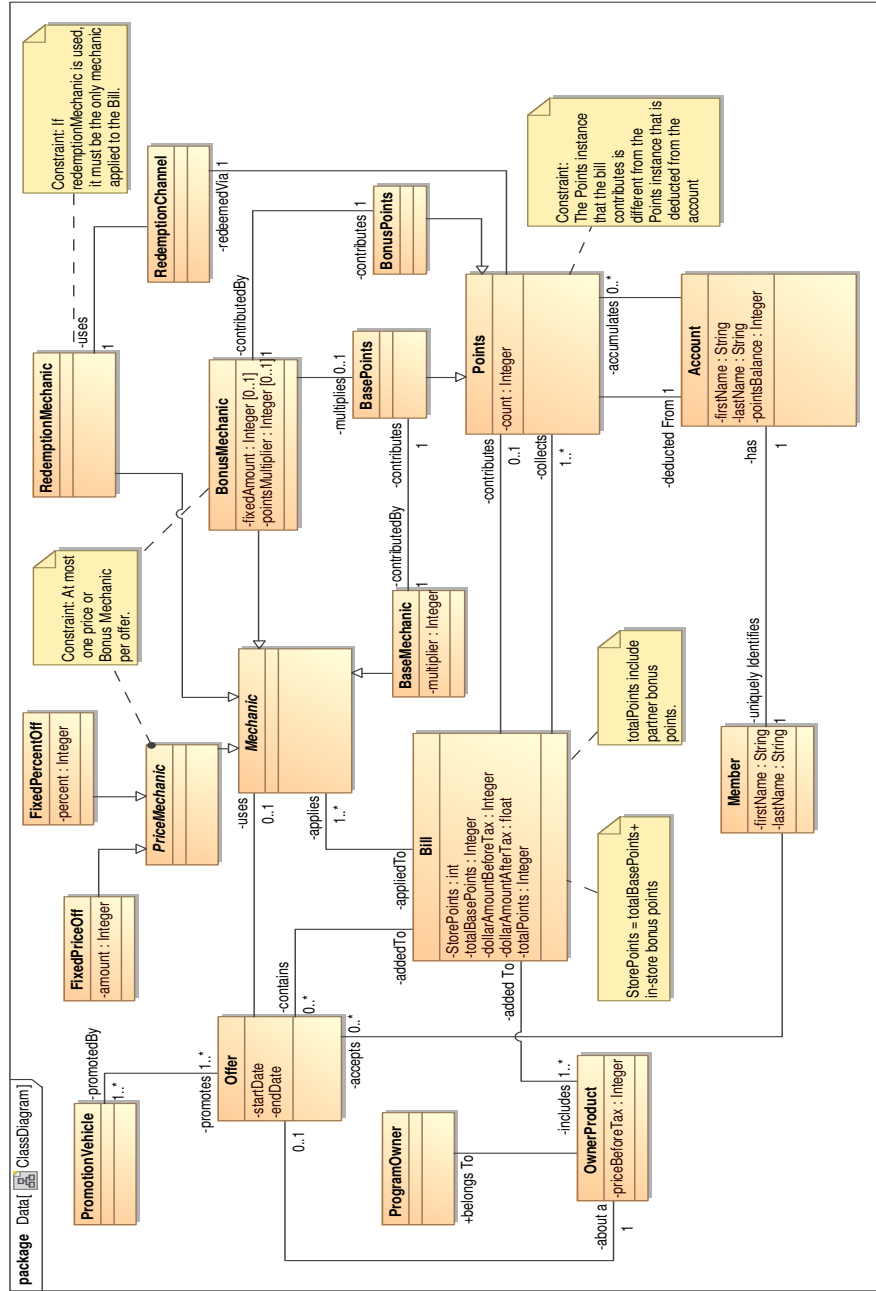 package Data[ ClassDiagram]
PromotionVehicle
-promotedBy
1..*
-promotes
1..*
Offer
-startDate
-endDate
0..1
-accepts
0..*
-contains
0..*
-uses
0..1
FixedPriceOff
-amount : Integer
FixedPercentOff
-percent : Integer
PriceMechanic
Constraint: At most
one price or
Bonus Mechanic
per offer.
RedemptionMechanic
-uses
1
Constraint: If
redemptionMechanic is used,
it must be the only mechanic
applied to the Bill.
RedemptionChannel
-redeemedVia
1
Mechanic
-applies
1..*
BonusMechanic
-fixedAmount : Integer [0..1]
-pointsMultiplier : Integer [0..1]
-contributedBy
1
-contributes
1
BonusPoints
-multiplies
0..1
BasePoints
-contributes
1
-contributedBy
1
BaseMechanic
-multiplier : Integer
ProgramOwner
+belongs To
OwnerProduct
-priceBeforeTax : Integer
-about a
1
-includes
1..*
-added To
-addedTo
-appliedTo
Bill
-StorePoints : int
-totalBasePoints : Integer
-dollarAmountBeforeTax : Integer
-dollarAmountAfterTax : float
-totalPoints : Integer
StorePoints = totalBasePoints+
in-store bonus points
totalPoints include
partner bonus
points.
-contributes
0..1
-collects
1..*
Points
-count : Integer
Constraint:
The Points instance
that the bill
contributes is
different from the
Points instance that is
deducted from the
account
-accumulates
0..*
-deducted From
1
Account
-firstName : String
-lastName : String
-pointsBalance : Integer
-has
1
-uniquely Identifies
1
Member
-firstName : String
-lastName : String